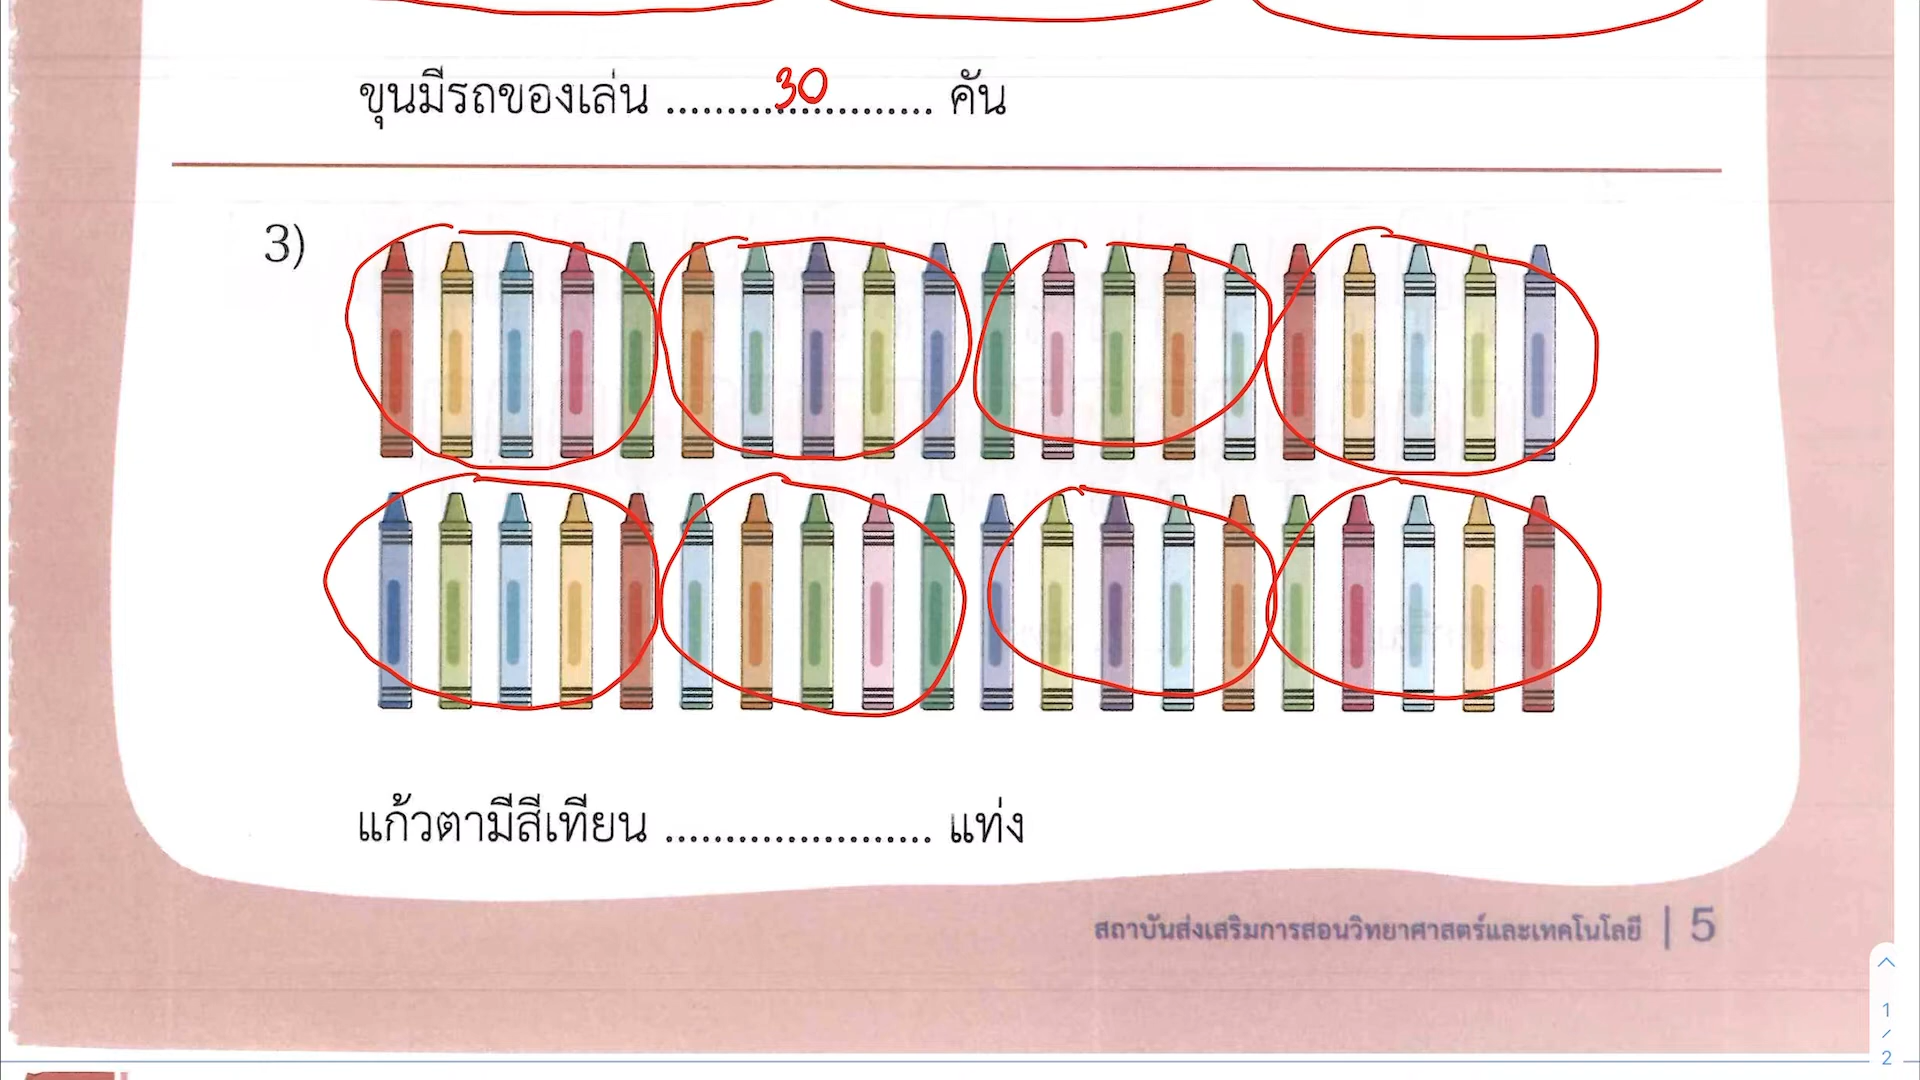 ขุนมีรถของเล่น ..........30.......... คัน
3)
แก้วตามีสีเทียน ...................... แท่ง
สถาบันส่งเสริมการสอนวิทยาศาสตร์และเทคโนโลยี | 5
1
/
2